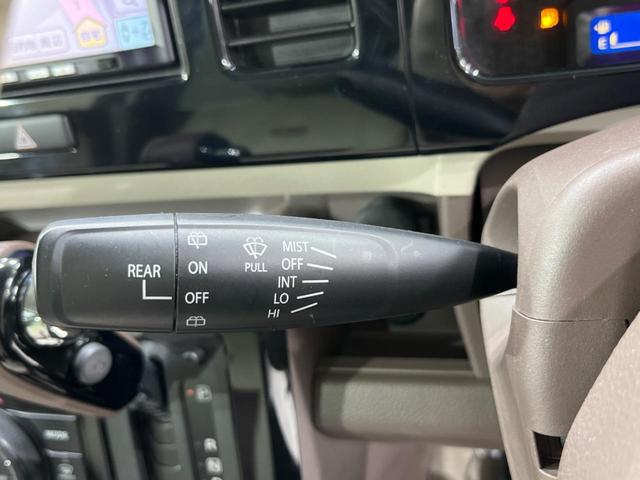 REAR
ON
OFF
PULL
MIST
OFF
INT
LO
HI
E